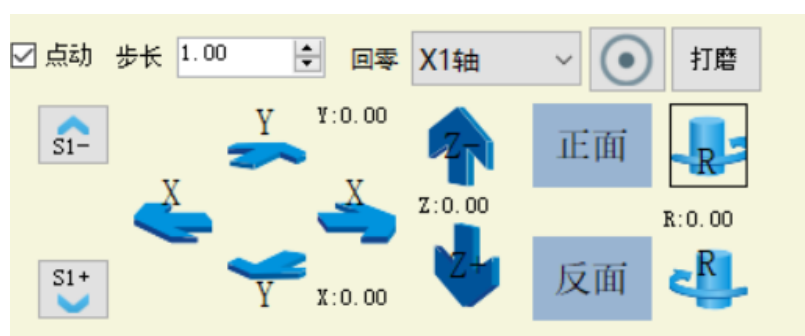 点动 步长 1.00 回零 X1轴 打磨
S1- Y Y:0.00 Z- 正面 R
X X Z:0.00 R:0.00
S1+ Y X:0.00 Z+ 反面 R